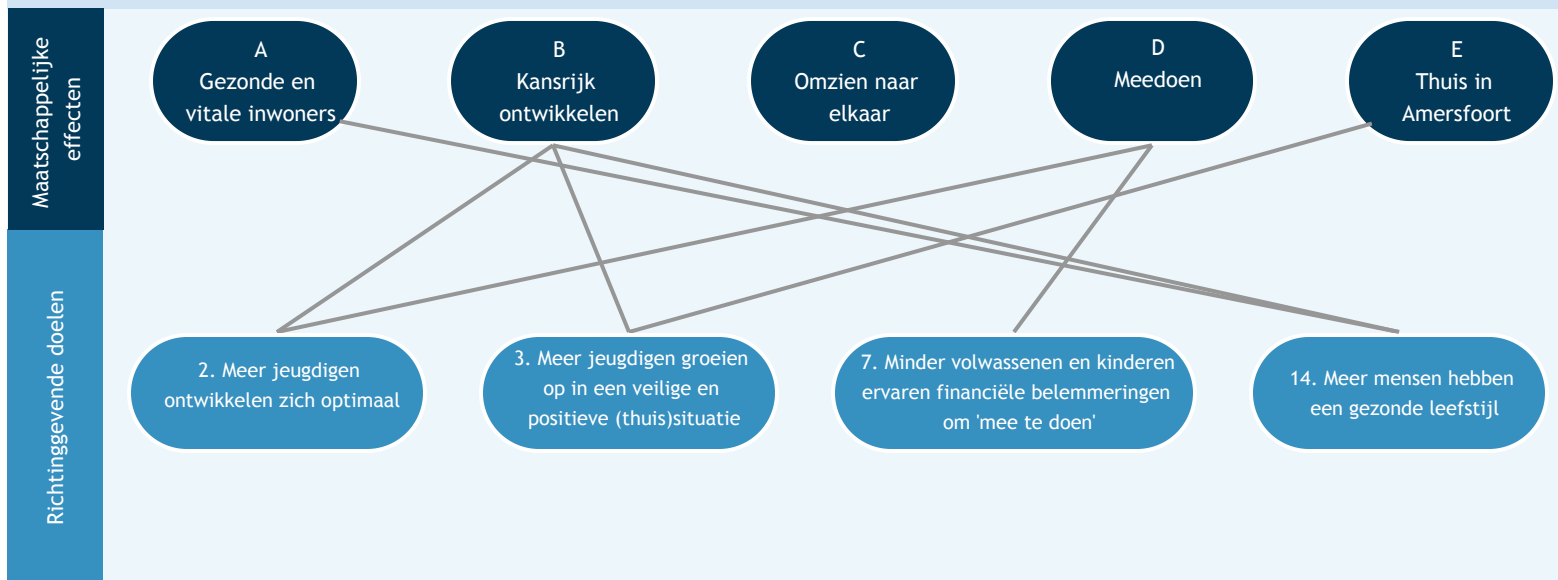 Maatschappelijke
effecten
A
Gezonde en
vitale inwoners
B
Kansrijk
ontwikkelen
C
Omzien naar
elkaar
D
Meedoen
E
Thuis in
Amersfoort
Richtinggevende doelen
2. Meer jeugdigen
ontwikkelen zich optimaal
3. Meer jeugdigen groeien
op in een veilige en
positieve (thuis)situatie
7. Minder volwassenen en kinderen
ervaren financiële belemmeringen
om 'mee te doen'
14. Meer mensen hebben
een gezonde leefstijl